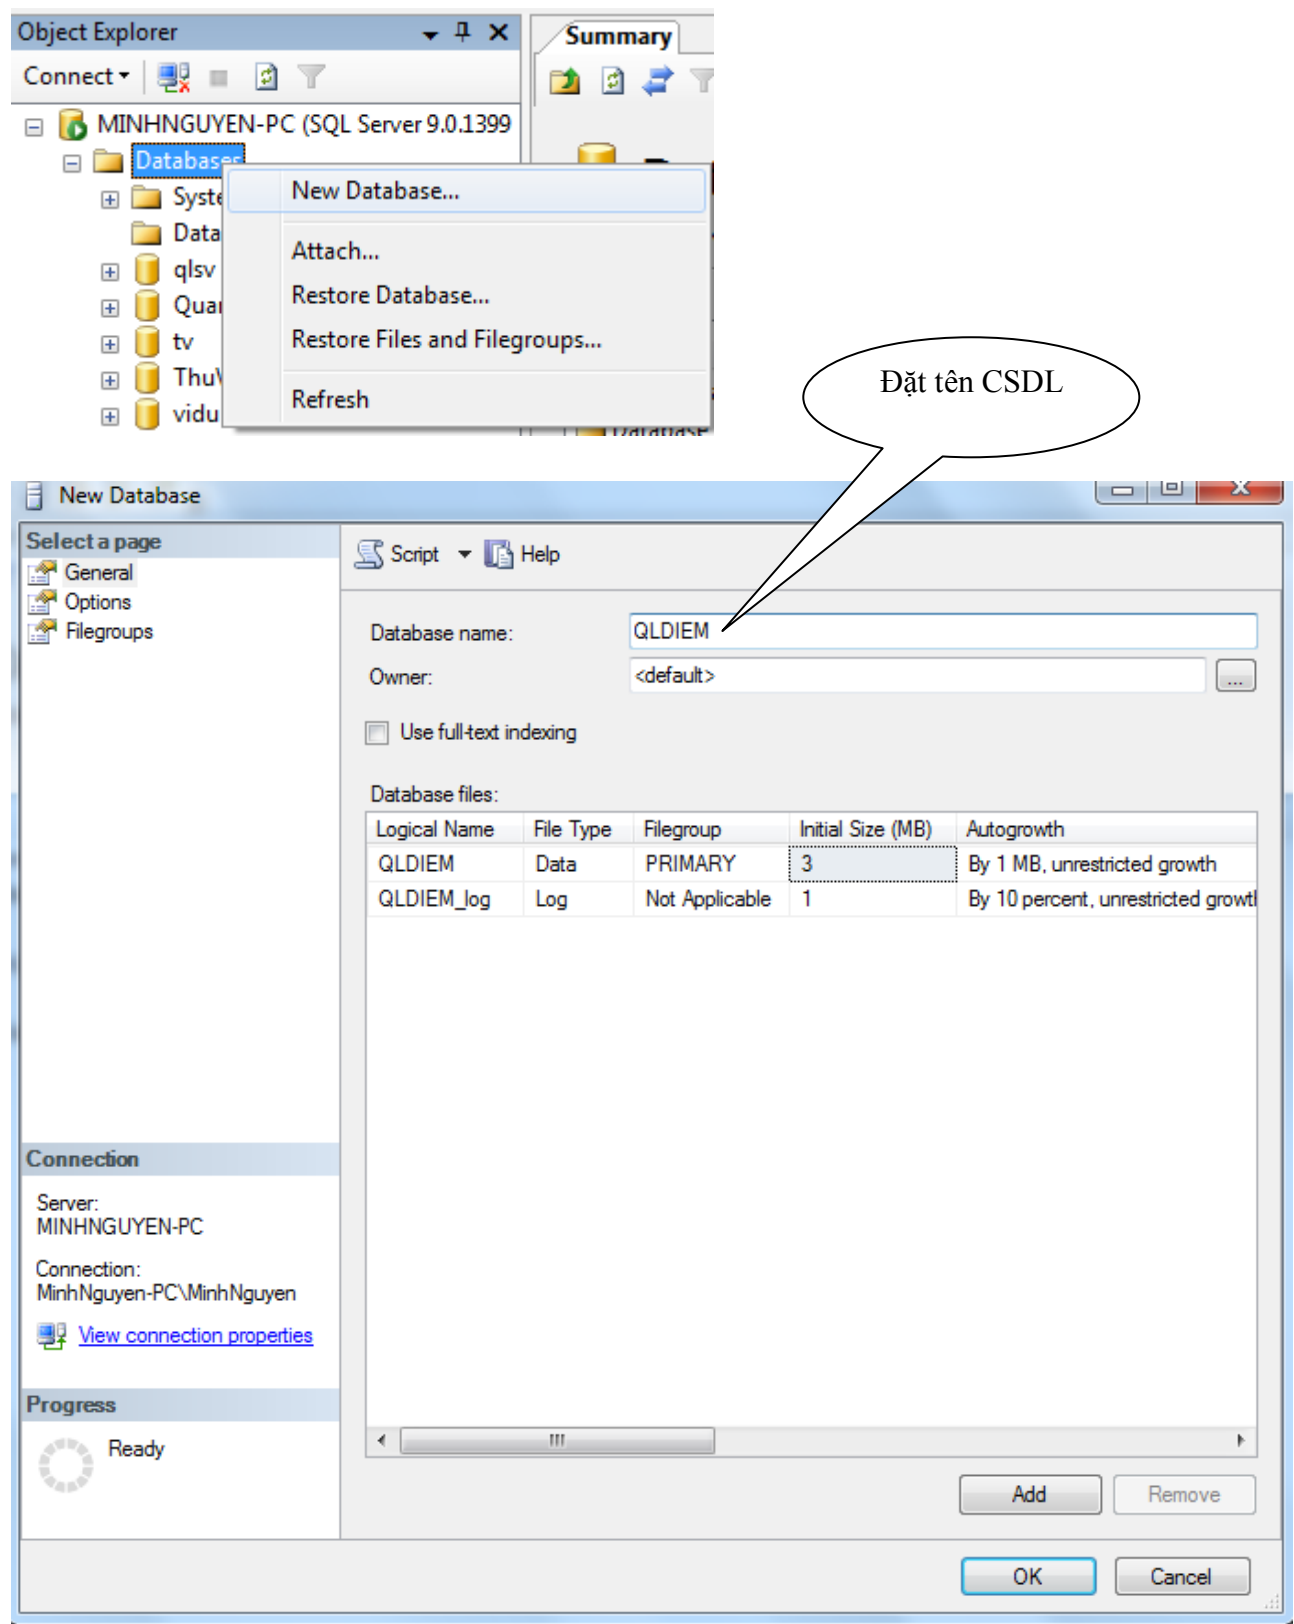 Object Explorer
Summary
Connect
MINHNGUYEN-PC (SQL Server 9.0.1399
Databases
New Database...
Data
Attach...
qlsv
Restore Database...
tv
Restore Files and Filegroups...
Refresh
vidu
Database
Đặt tên CSDL
New Database
Select a page
General
Options
Filegroups
Script
Help
Database name:
QLDIEM
Owner:
<default>
...
Use full-text indexing
Database files:
Logical Name File Type Filegroup Initial Size (MB) Autogrowth
QLDIEM Data PRIMARY 3 By 1 MB, unrestricted growth
QLDIEM_log Log Not Applicable 1 By 10 percent, unrestricted growtl
Connection
Server:
MINHNGUYEN-PC
Connection:
MinhNguyen-PC\MinhNguyen
View connection properties
Progress
Ready
Add
Remove
OK
Cancel